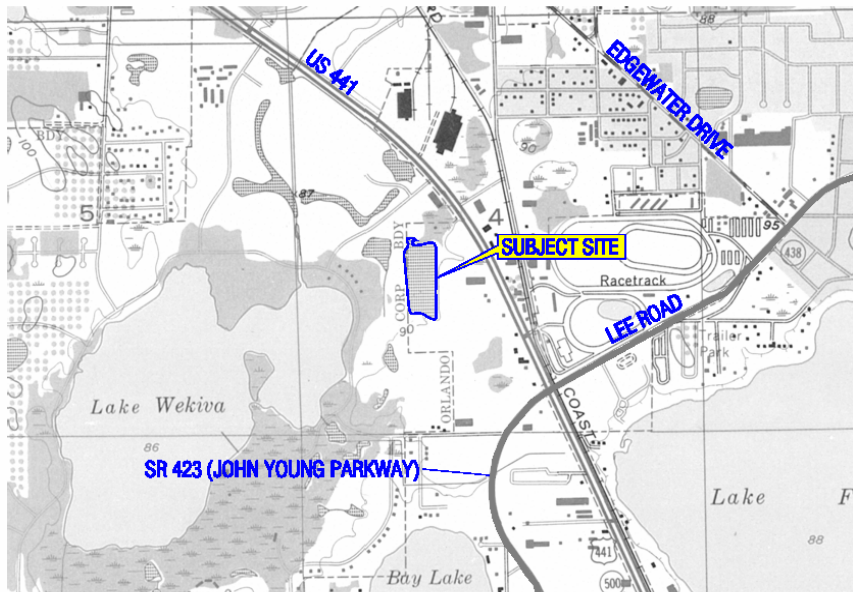 88
US 441
RD
EDGEWATER DRIVE
BDY
100
90
87
5
4
95
BDY
SUBJECT SITE
438
Racetrack
CORP
90
LEE ROAD
Trailer
Park
ORLANDO
COAST
Lake Wekiva
86
SR 423 (JOHN YOUNG PARKWAY)
Lake F
88
441
Bay Lake
500